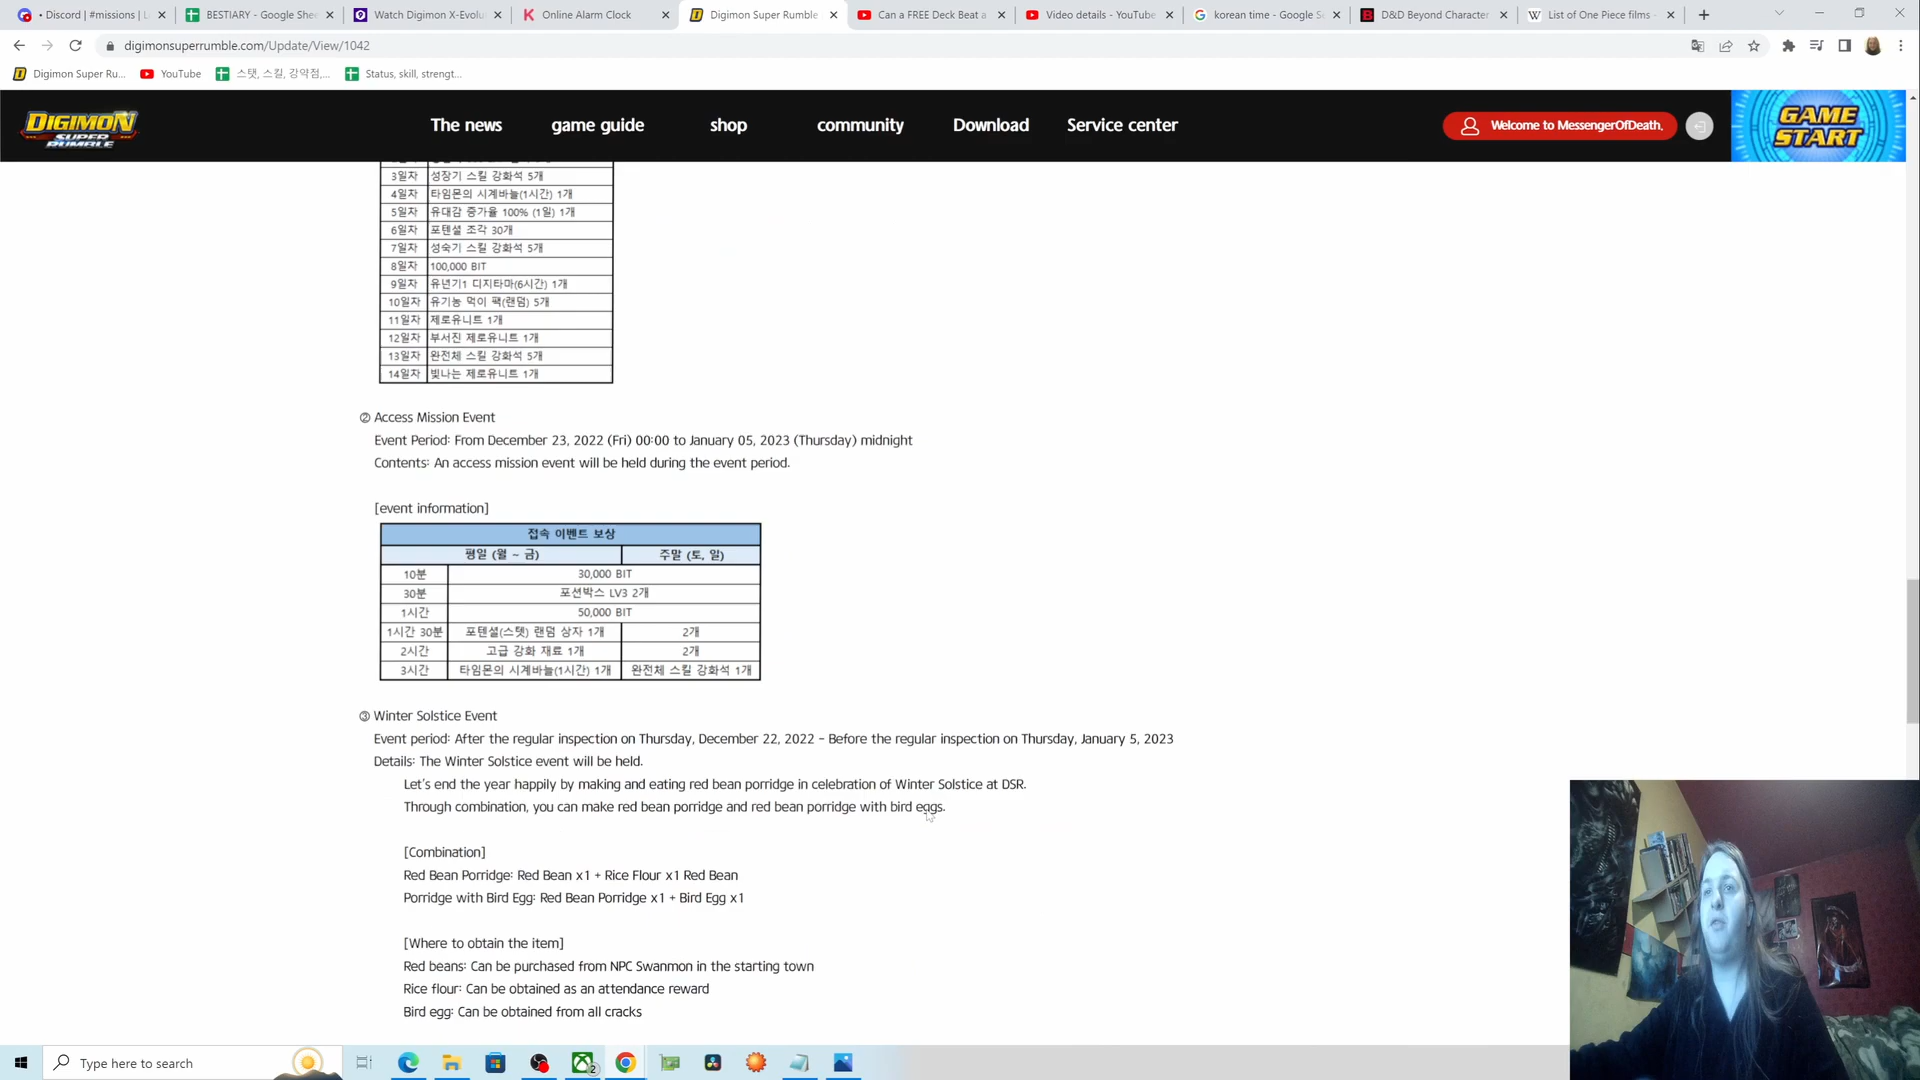 • Discord | #missions | L
BESTIARY - Google Shee
Watch Digimon X-Evolu
Online Alarm Clock
Digimon Super Rumble
Can a FREE Deck Beat a
Video details - YouTube
korean time - Google Se
D&D Beyond Character
List of One Piece films -
digimonsuperrumble.com/Update/View/1042
Digimon Super Ru...
YouTube
스탯, 스킬, 강약점,...
Status, skill, strengt...
DIGIMON SUPER RUMBLE
The news
game guide
shop
community
Download
Service center
Welcome to MessengerOfDeath.
GAME START
3일차 성장기 스킬 강화석 5개
4일차 타임몬의 시계바늘(1시간) 1개
5일차 유대감 증가율 100% (1일) 1개
6일차 포텐셜 조각 30개
7일차 성숙기 스킬 강화석 5개
8일차 100,000 BIT
9일차 유년기1 디지타마(6시간) 1개
10일차 유기농 먹이 팩(랜덤) 5개
11일차 제로유니트 1개
12일차 부서진 제로유니트 1개
13일차 완전체 스킬 강화석 5개
14일차 빛나는 제로유니트 1개
② Access Mission Event
Event Period: From December 23, 2022 (Fri) 00:00 to January 05, 2023 (Thursday) midnight
Contents: An access mission event will be held during the event period.
[event information]
접속 이벤트 보상
평일 (월 ~ 금) 주말 (토, 일)
10분 30,000 BIT
30분 포션박스 LV3 2개
1시간 50,000 BIT
1시간 30분 포텐셜(스탯) 랜덤 상자 1개 2개
2시간 고급 강화 재료 1개 2개
3시간 타임몬의 시계바늘(1시간) 1개 완전체 스킬 강화석 1개
③ Winter Solstice Event
Event period: After the regular inspection on Thursday, December 22, 2022 - Before the regular inspection on Thursday, January 5, 2023
Details: The Winter Solstice event will be held.
Let's end the year happily by making and eating red bean porridge in celebration of Winter Solstice at DSR.
Through combination, you can make red bean porridge and red bean porridge with bird eggs.
[Combination]
Red Bean Porridge: Red Bean x1 + Rice Flour x1 Red Bean
Porridge with Bird Egg: Red Bean Porridge x1 + Bird Egg x1
[Where to obtain the item]
Red beans: Can be purchased from NPC Swanmon in the starting town
Rice flour: Can be obtained as an attendance reward
Bird egg: Can be obtained from all cracks
Type here to search
2